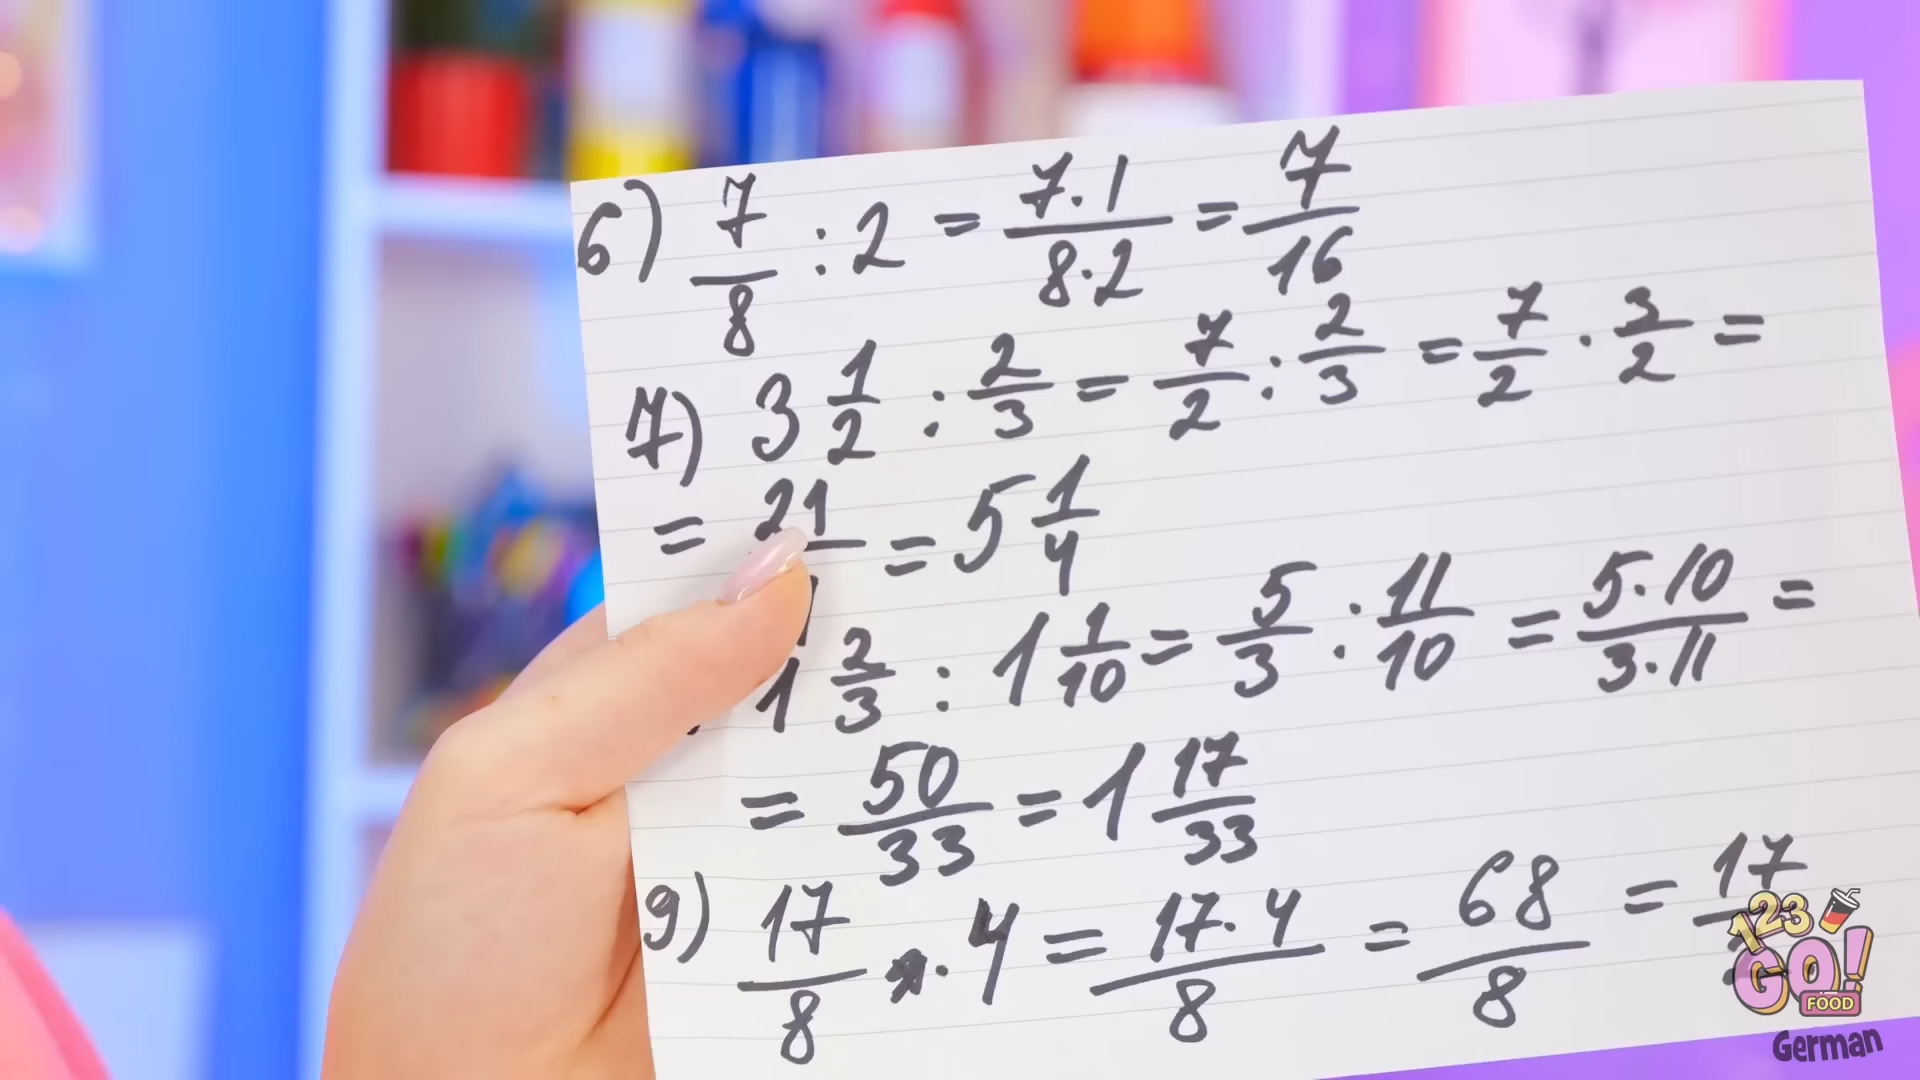 6) 7/8 : 2 = 7·1/8·2 = 7/16
7) 3 1/2 : 2/3 = 7/2 : 2/3 = 7/2 · 3/2 =
= 21/ = 5 1/4
1 2/3 : 1 1/10 = 5/3 : 11/10 = 5·10/3·11 =
= 50/33 = 1 17/33
9) 17/8 · 4 = 17·4/8 = 68/8 = 17/
123
GO!
FOOD
German